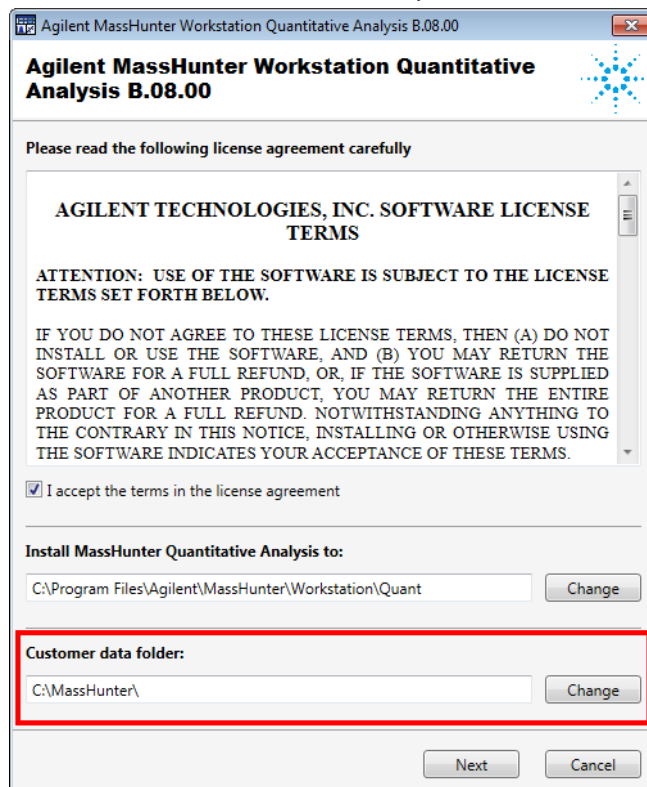 Agilent MassHunter Workstation Quantitative Analysis B.08.00
Agilent MassHunter Workstation Quantitative
Analysis B.08.00
Please read the following license agreement carefully
AGILENT TECHNOLOGIES, INC. SOFTWARE LICENSE
TERMS
ATTENTION: USE OF THE SOFTWARE IS SUBJECT TO THE LICENSE
TERMS SET FORTH BELOW.
IF YOU DO NOT AGREE TO THESE LICENSE TERMS, THEN (A) DO NOT
INSTALL OR USE THE SOFTWARE, AND (B) YOU MAY RETURN THE
SOFTWARE FOR A FULL REFUND, OR, IF THE SOFTWARE IS SUPPLIED
AS PART OF ANOTHER PRODUCT, YOU MAY RETURN THE ENTIRE
PRODUCT FOR A FULL REFUND. NOTWITHSTANDING ANYTHING TO
THE CONTRARY IN THIS NOTICE, INSTALLING OR OTHERWISE USING
THE SOFTWARE INDICATES YOUR ACCEPTANCE OF THESE TERMS.
I accept the terms in the license agreement
Install MassHunter Quantitative Analysis to:
C:\Program Files\Agilent\MassHunter\Workstation\Quant
Change
Customer data folder:
C:\MassHunter\
Change
Next
Cancel